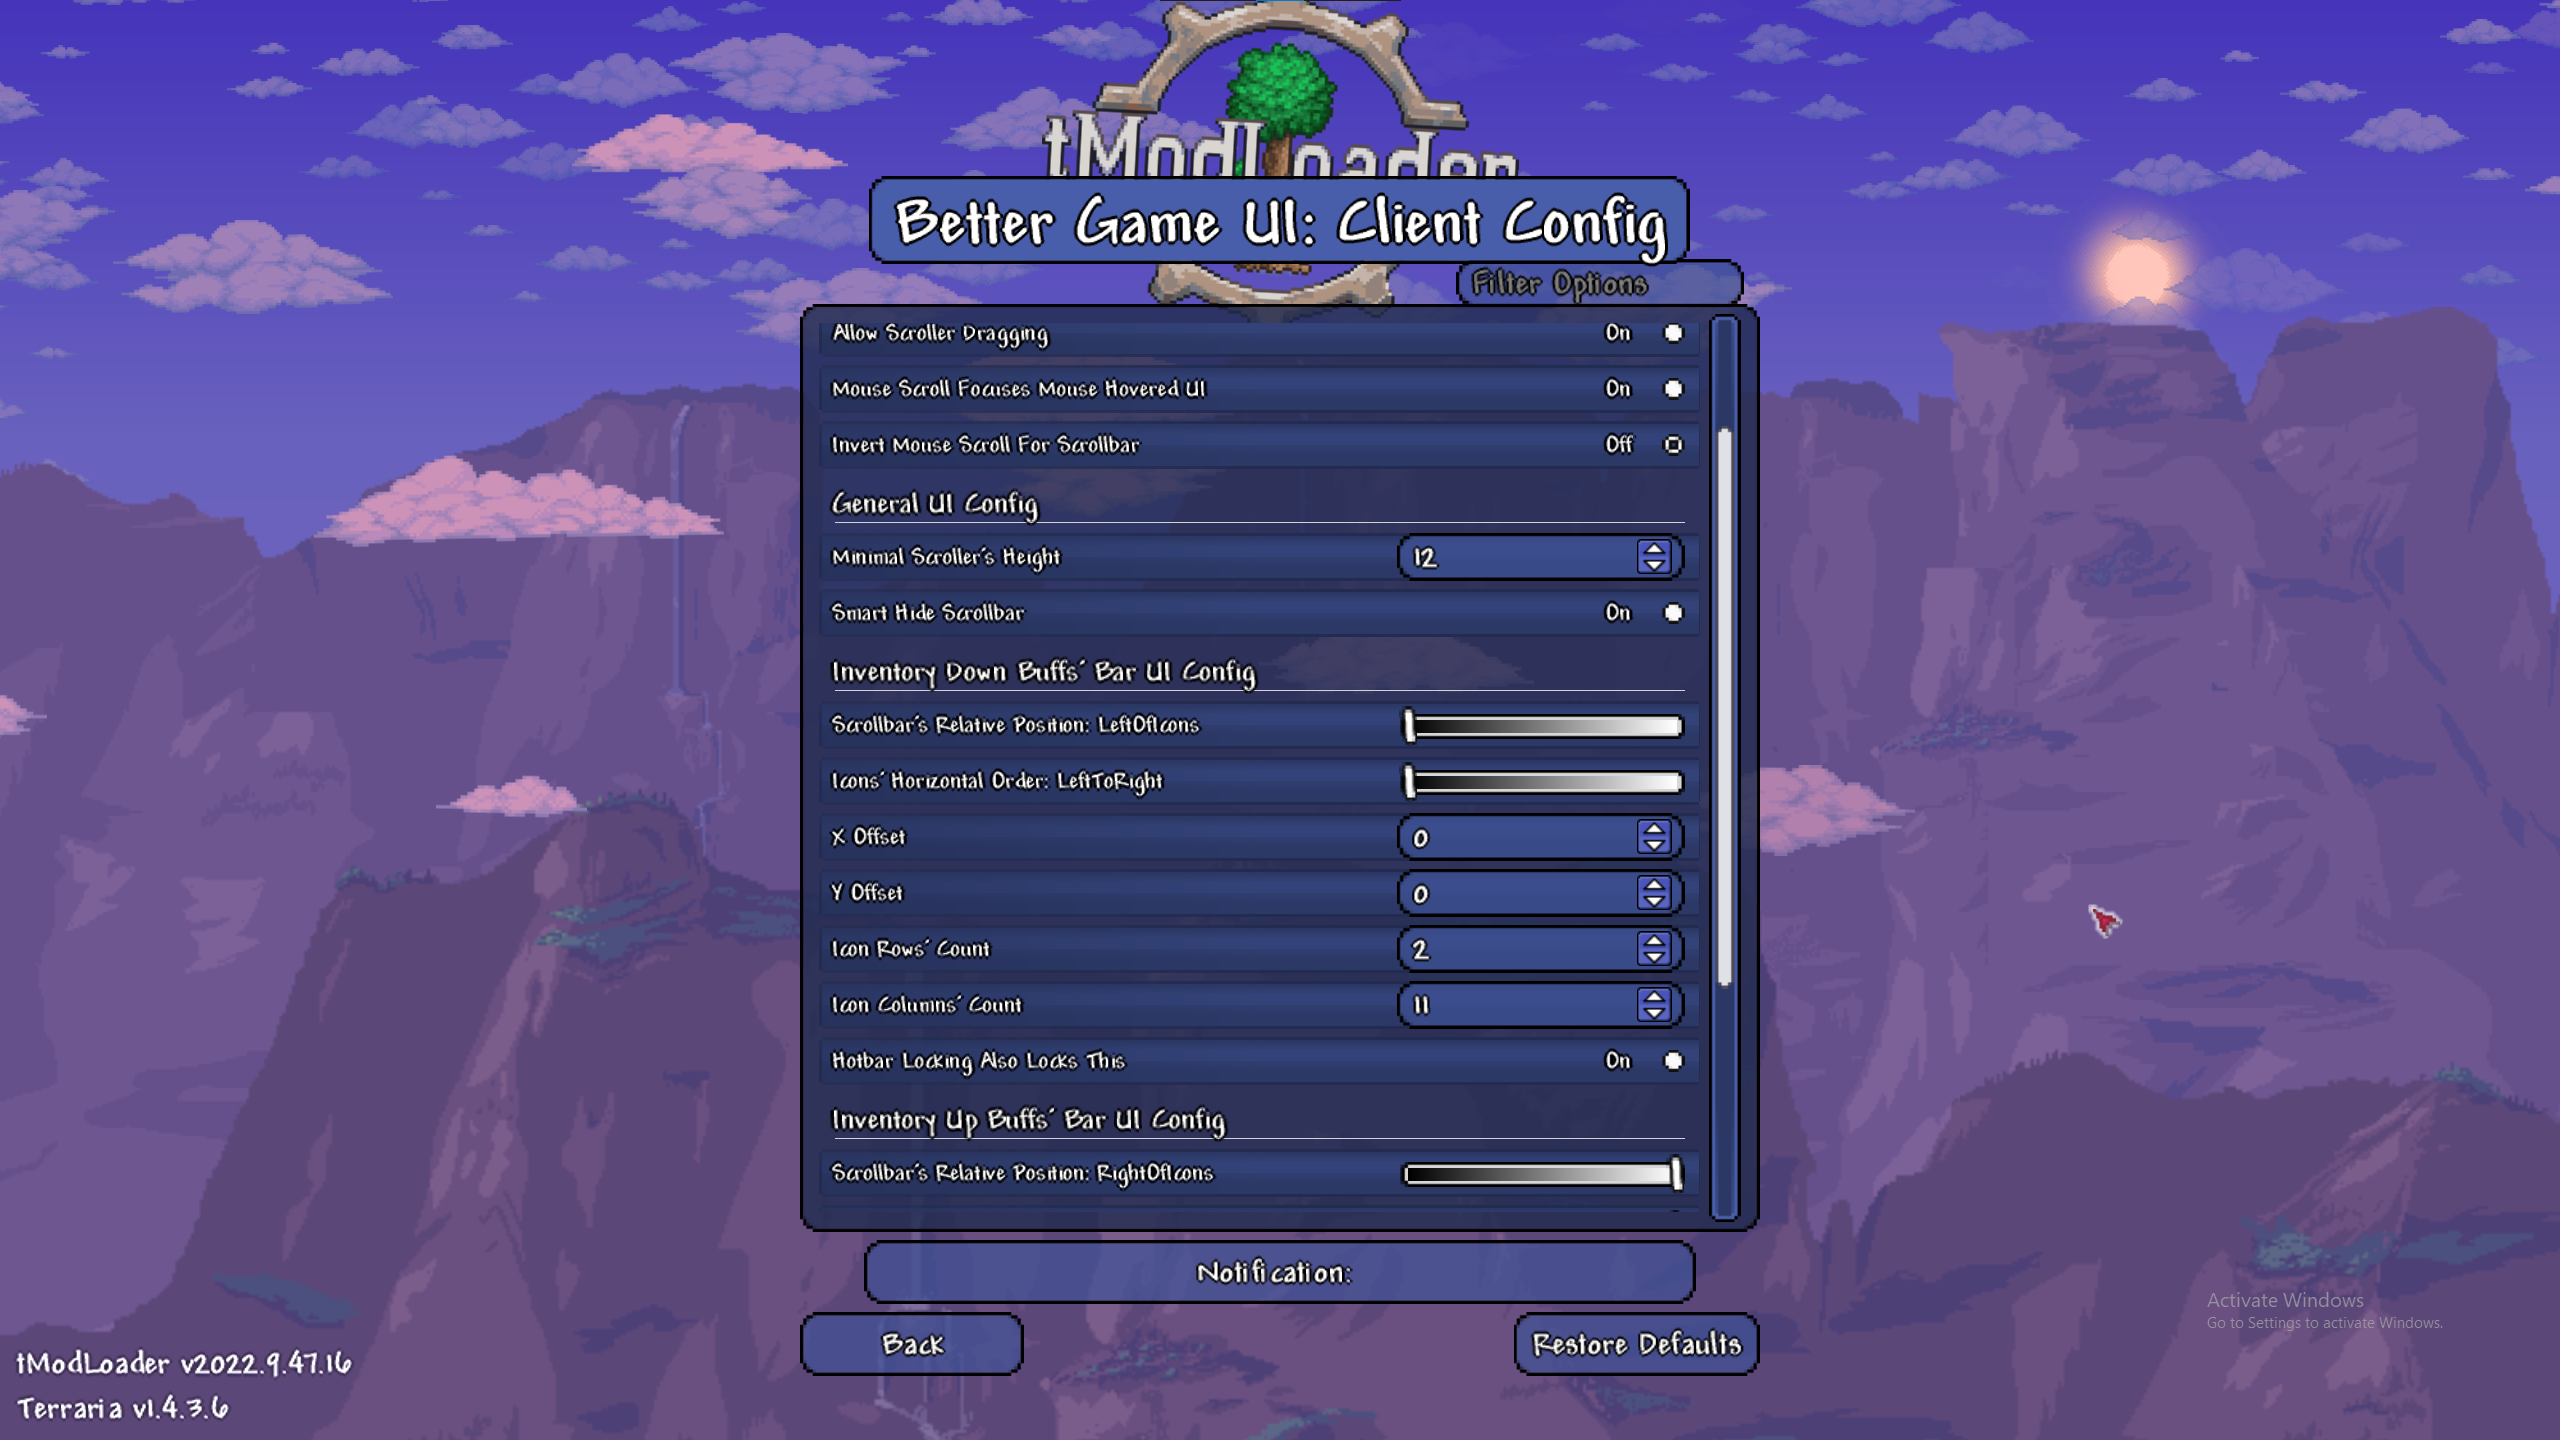 tModLoader
Better Game UI: Client Config
Filter Options
Allow Scroller Dragging On
Mouse Scroll Focuses Mouse Hovered UI On
Invert Mouse Scroll For Scrollbar Off
General UI Config
Minimal Scroller's Height 12
Smart Hide Scrollbar On
Inventory Down Buffs' Bar UI Config
Scrollbar's Relative Position: LeftOfIcons
Icons' Horizontal Order: LeftToRight
X Offset 0
Y Offset 0
Icon Rows' Count 2
Icon Columns' Count 11
Hotbar Locking Also Locks This On
Inventory Up Buffs' Bar UI Config
Scrollbar's Relative Position: RightOfIcons
Notification:
Back
Restore Defaults
Activate Windows
Go to Settings to activate Windows.
tModLoader v2022.9.47.16
Terraria v1.4.3.6